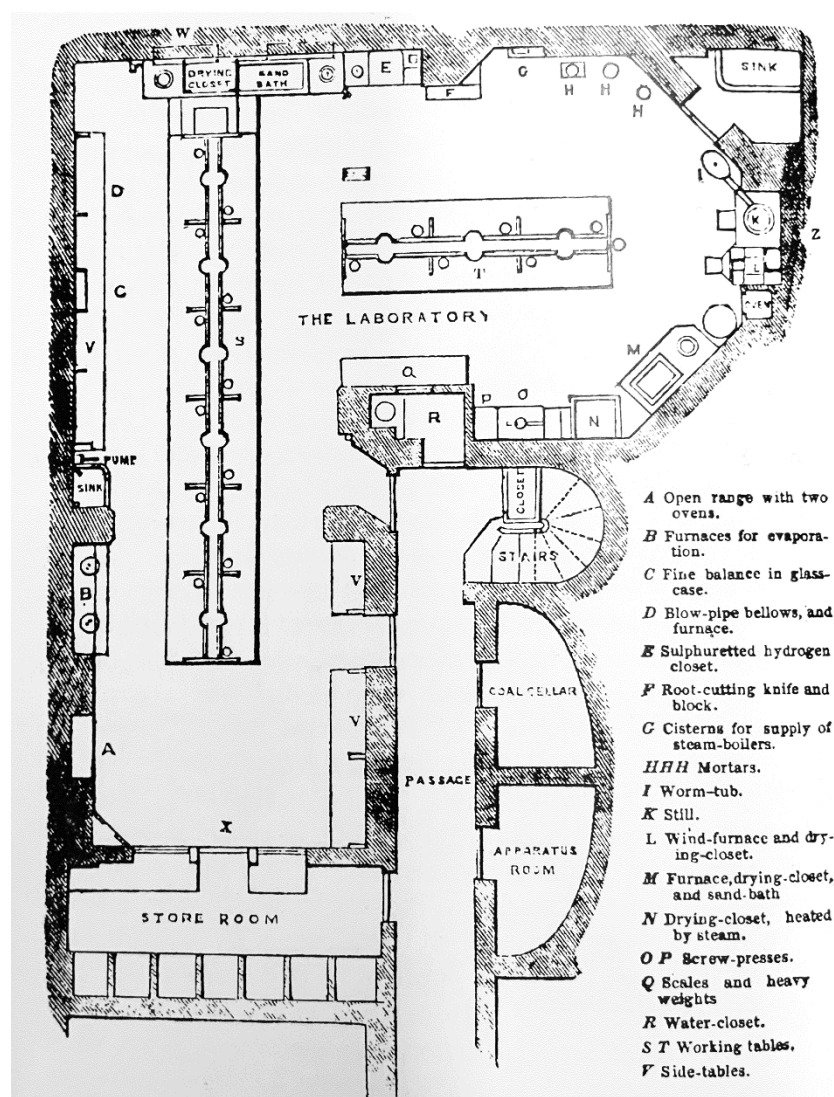 W
DRYING
CLOSET
SAND
BATH
E
F
G
H
H
H
SINK
D
I
K
Z
L
OVEN
C
T
THE LABORATORY
S
V
M
Q
P
O
R
N
PUMP
SINK
CLOSET
STAIRS
B
V
COAL CELLAR
V
A
PASSAGE
X
APPARATUS
ROOM
STORE ROOM
A Open range with two
ovens.
B Furnaces for evapora-
tion.
C Fine balance in glass-
case.
D Blow-pipe bellows, and
furnace.
E Sulphuretted hydrogen
closet.
F Root-cutting knife and
block.
G Cisterns for supply of
steam-boilers.
HHH Mortars.
I Worm-tub.
K Still.
L Wind-furnace and dry-
ing-closet.
M Furnace, drying-closet,
and sand-bath
N Drying-closet, heated
by steam.
O P Screw-presses.
Q Scales and heavy
weights
R Water-closet.
S T Working tables.
V Side-tables.